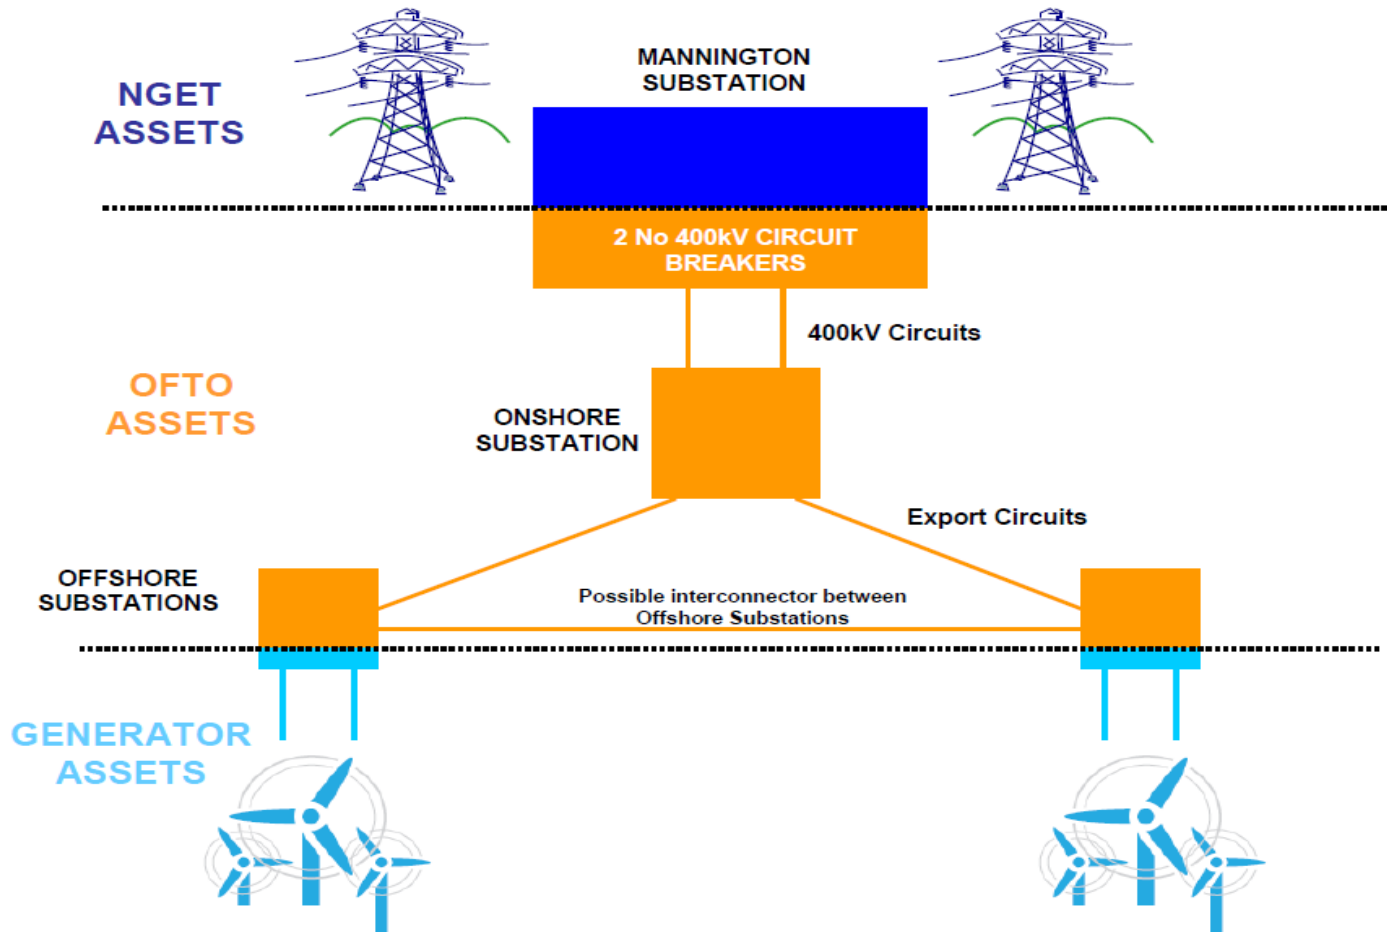 MANNINGTON
SUBSTATION
NGET
ASSETS
2 No 400kV CIRCUIT
BREAKERS
400kV Circuits
OFTO
ASSETS
ONSHORE
SUBSTATION
Export Circuits
OFFSHORE
SUBSTATIONS
Possible interconnector between
Offshore Substations
GENERATOR
ASSETS